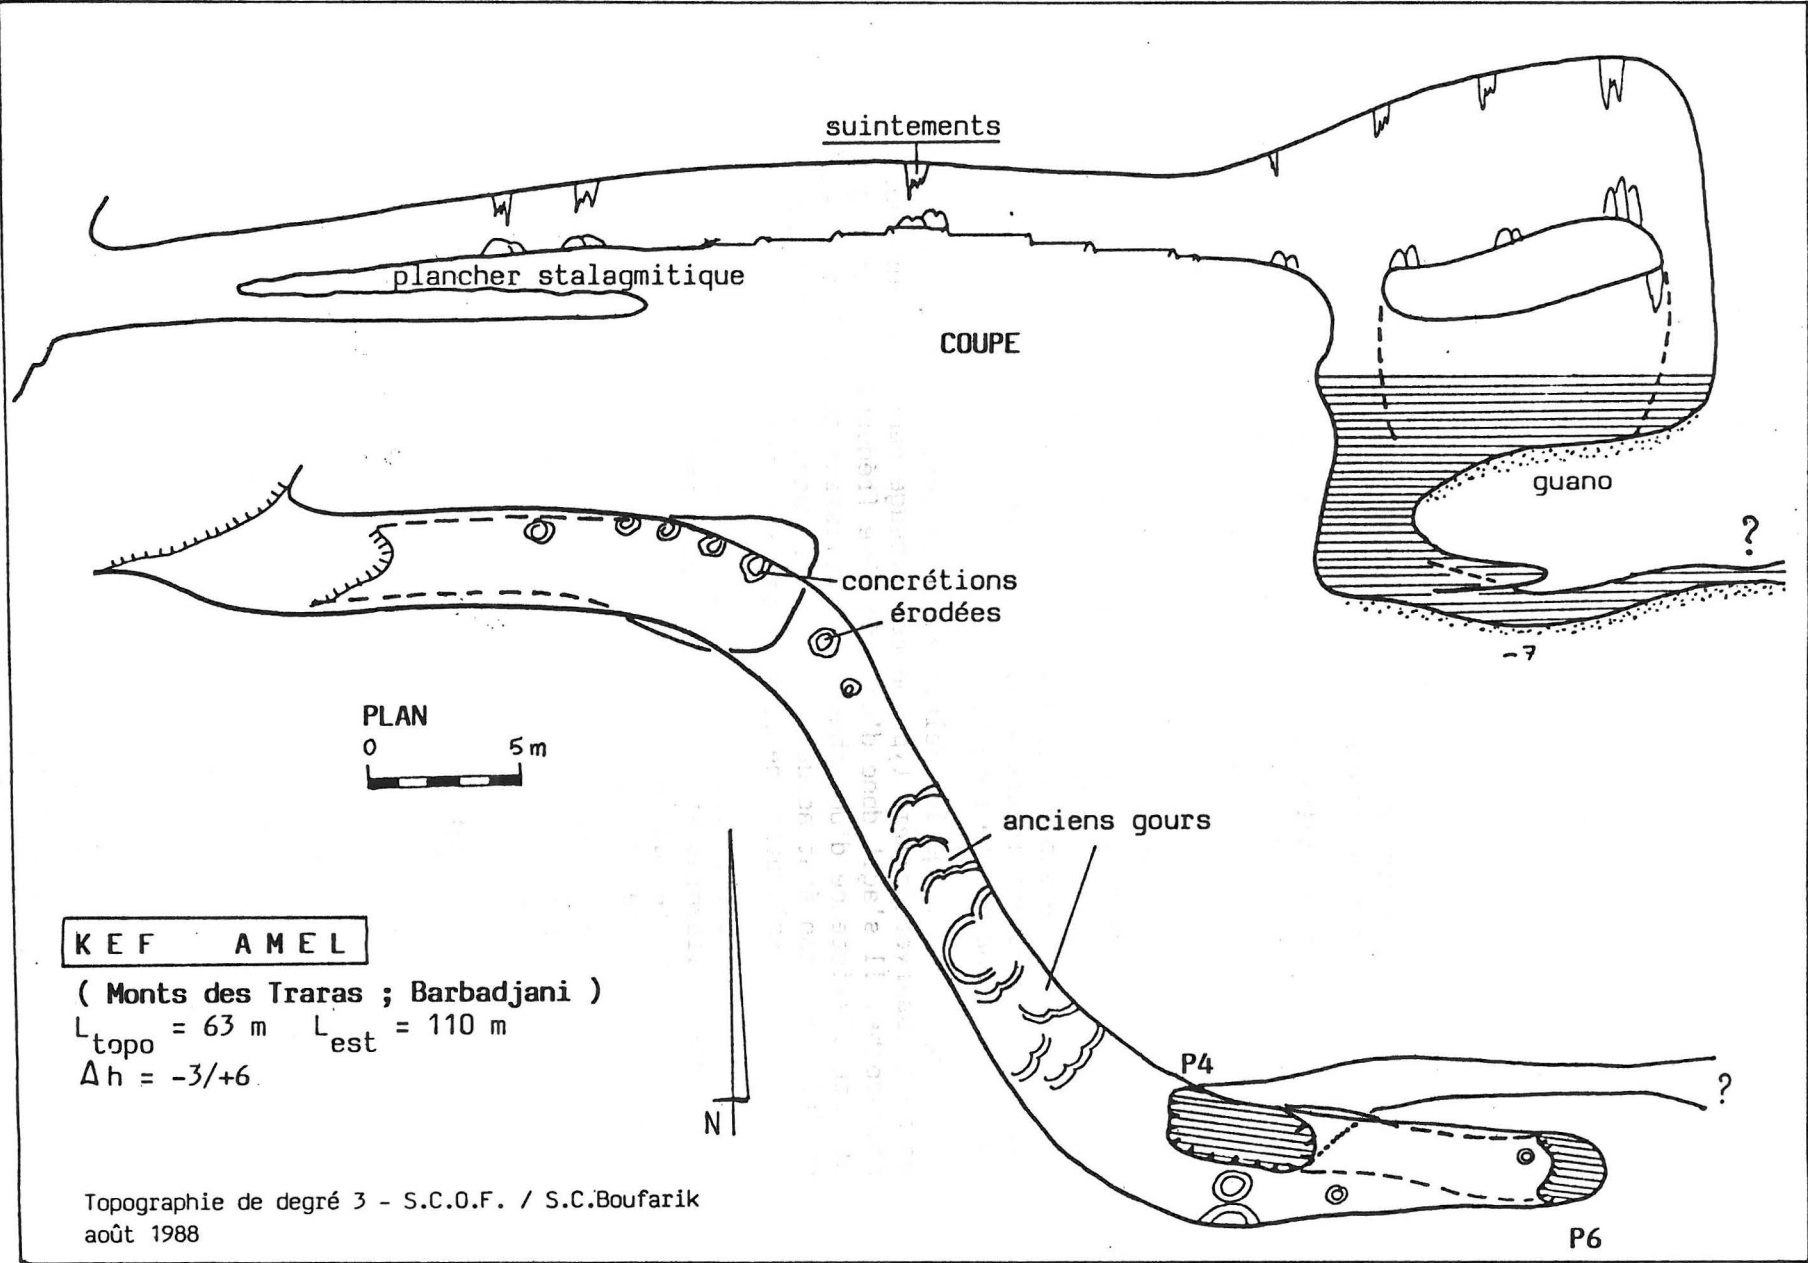 suintements
plancher stalagmitique
COUPE
guano
?
-7
concrétions
érodées
PLAN
0 5m
anciens gours
KEF AMEL
( Monts des Traras ; Barbadjani )
Ltopo = 63 m Lest = 110 m
Δh = -3/+6
N
P4
?
P6
Topographie de degré 3 - S.C.O.F. / S.C.Boufarik
août 1988